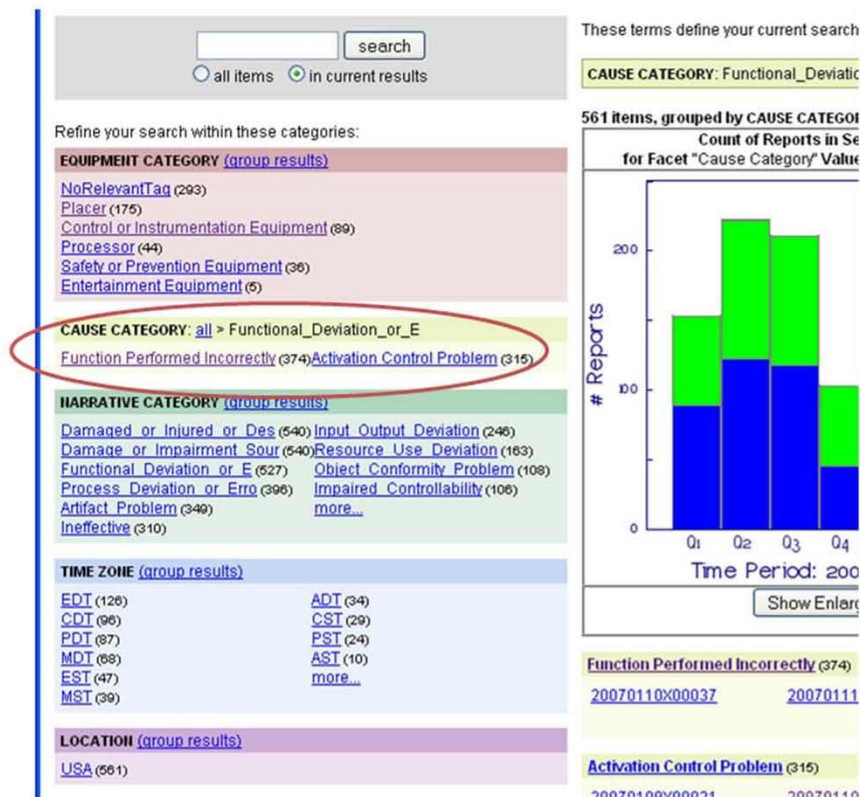 search
all items in current results
Refine your search within these categories:
EQUIPMENT CATEGORY (group results)
NoRelevantTag (293)
Placer (175)
Control or Instrumentation Equipment (89)
Processor (44)
Safety or Prevention Equipment (36)
Entertainment Equipment (5)
CAUSE CATEGORY: all > Functional_Deviation_or_E
Function Performed Incorrectly (374) Activation Control Problem (315)
NARRATIVE CATEGORY (group results)
Damaged_or_Injured_or_Des (540) Input_Output_Deviation (246)
Damage_or_Impairment_Sour (540) Resource_Use_Deviation (163)
Functional_Deviation_or_E (527) Object_Conformity_Problem (108)
Process_Deviation_or_Erro (396) Impaired_Controllability (106)
Artifact_Problem (349) more...
Ineffective (310)
TIME ZONE (group results)
EDT (126) ADT (34)
CDT (96) CST (29)
PDT (87) PST (24)
MDT (68) AST (10)
EST (47) more...
MST (39)
LOCATION (group results)
USA (561)
These terms define your current search
CAUSE CATEGORY: Functional_Deviatio
561 items, grouped by CAUSE CATEGOR
Count of Reports in Se
for Facet "Cause Category" Value
# Reports
200
100
0
Q1 Q2 Q3 Q4
Time Period: 200
Show Enlarg
Function Performed Incorrectly (374)
20070110X00037 20070111
Activation Control Problem (315)